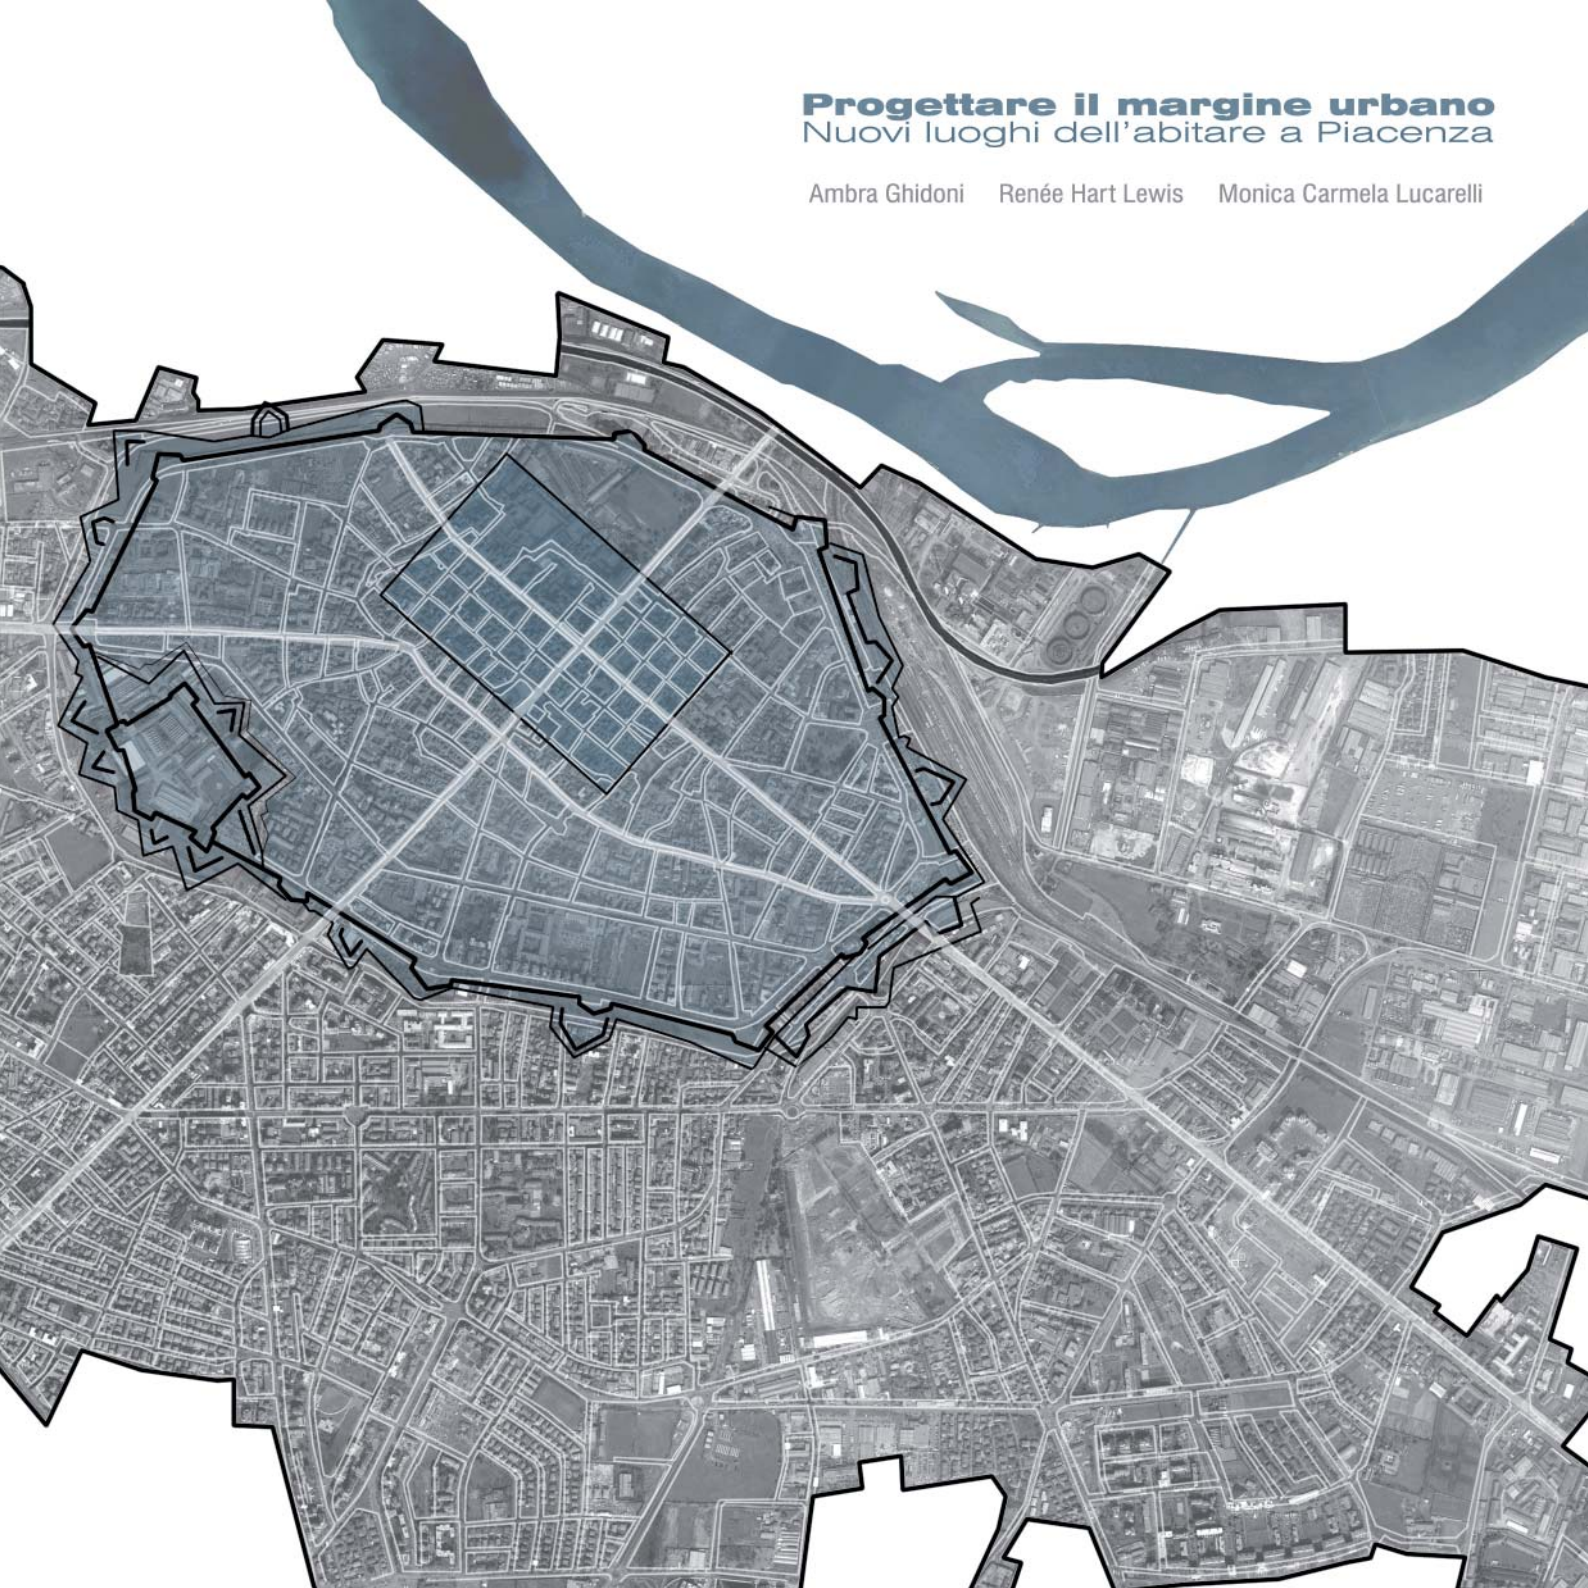 Progettare il margine urbano
Nuovi luoghi dell'abitare a Piacenza
Ambra Ghidoni Renée Hart Lewis Monica Carmela Lucarelli